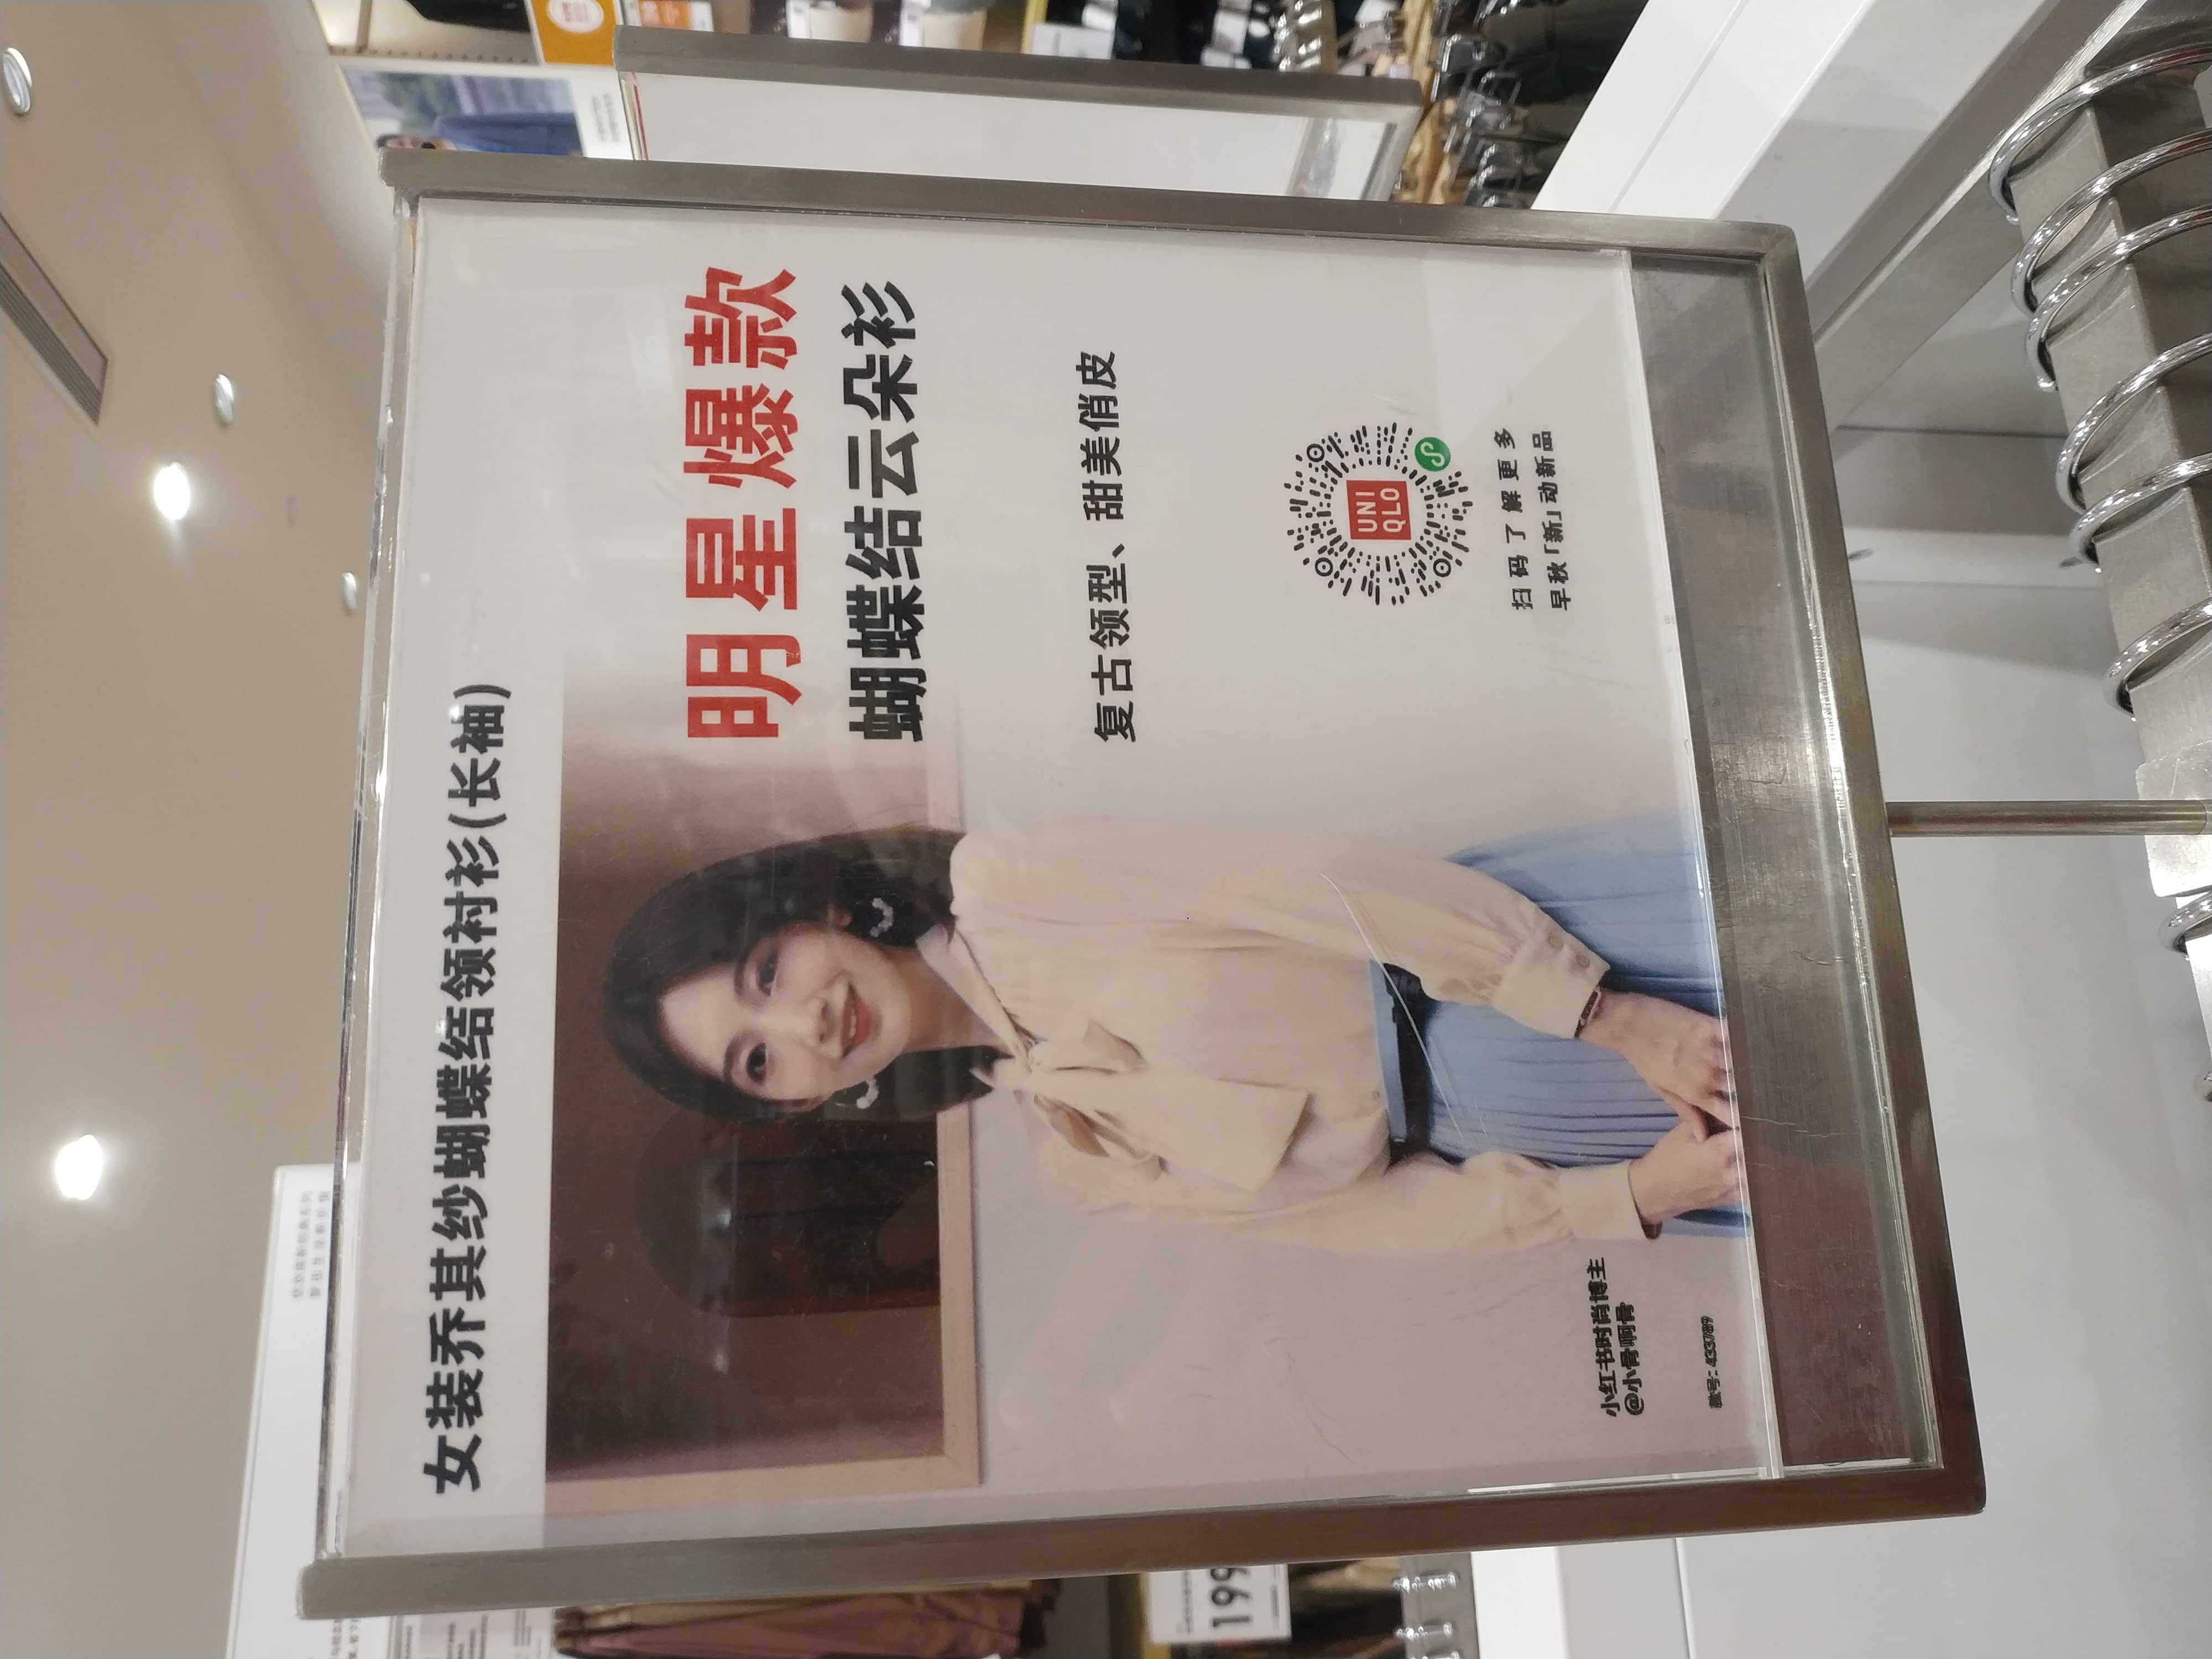 女装乔其纱蝴蝶结领衬衫(长袖)
明星爆款
蝴蝶结云朵衫
复古领型、甜美俏皮
UNI
QLO
扫码了解更多
早秋「新」动新品
小红书时尚博主
@小骨啊骨
款号：433789
199